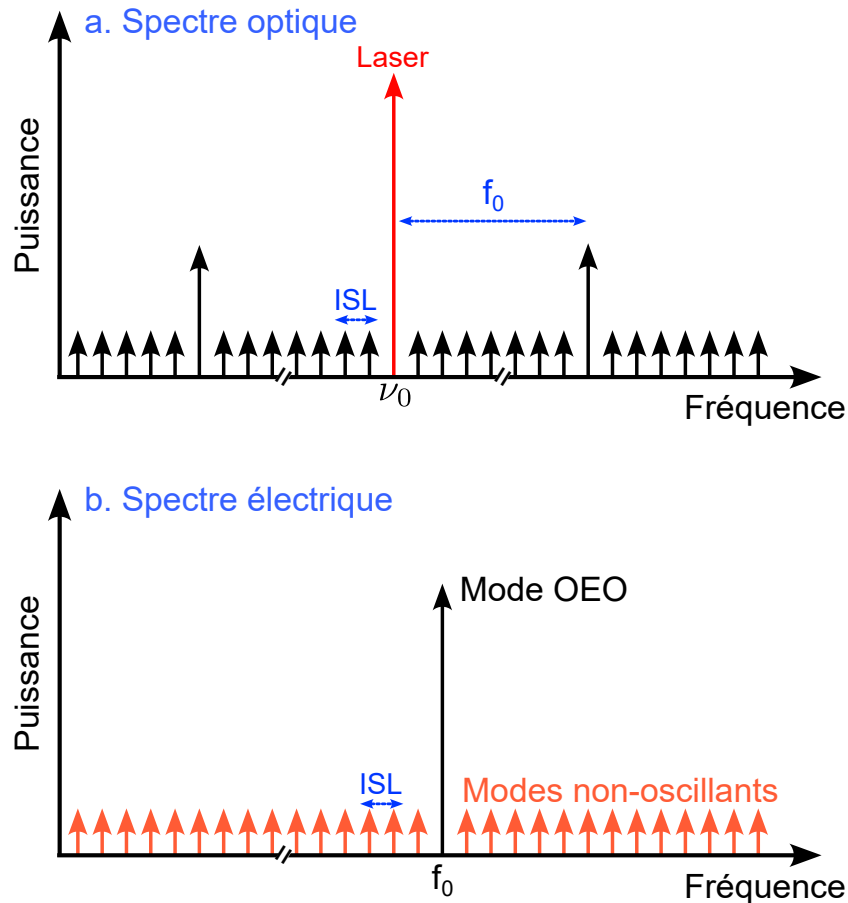 a. Spectre optique
Laser
Puissance
f₀
ISL
ν₀
Fréquence
b. Spectre électrique
Mode OEO
Puissance
ISL
Modes non-oscillants
f₀
Fréquence